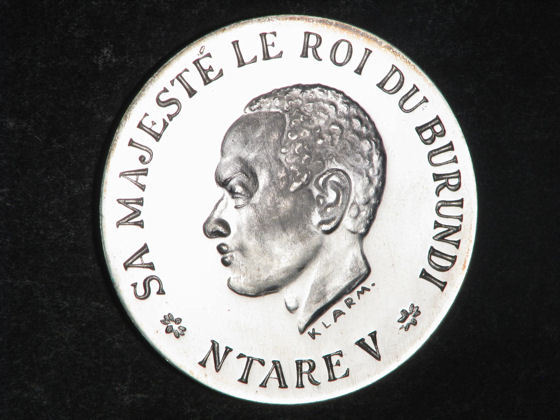 SA MAJESTÉ LE ROI DU BURUNDI
KLARM.
NTARE V